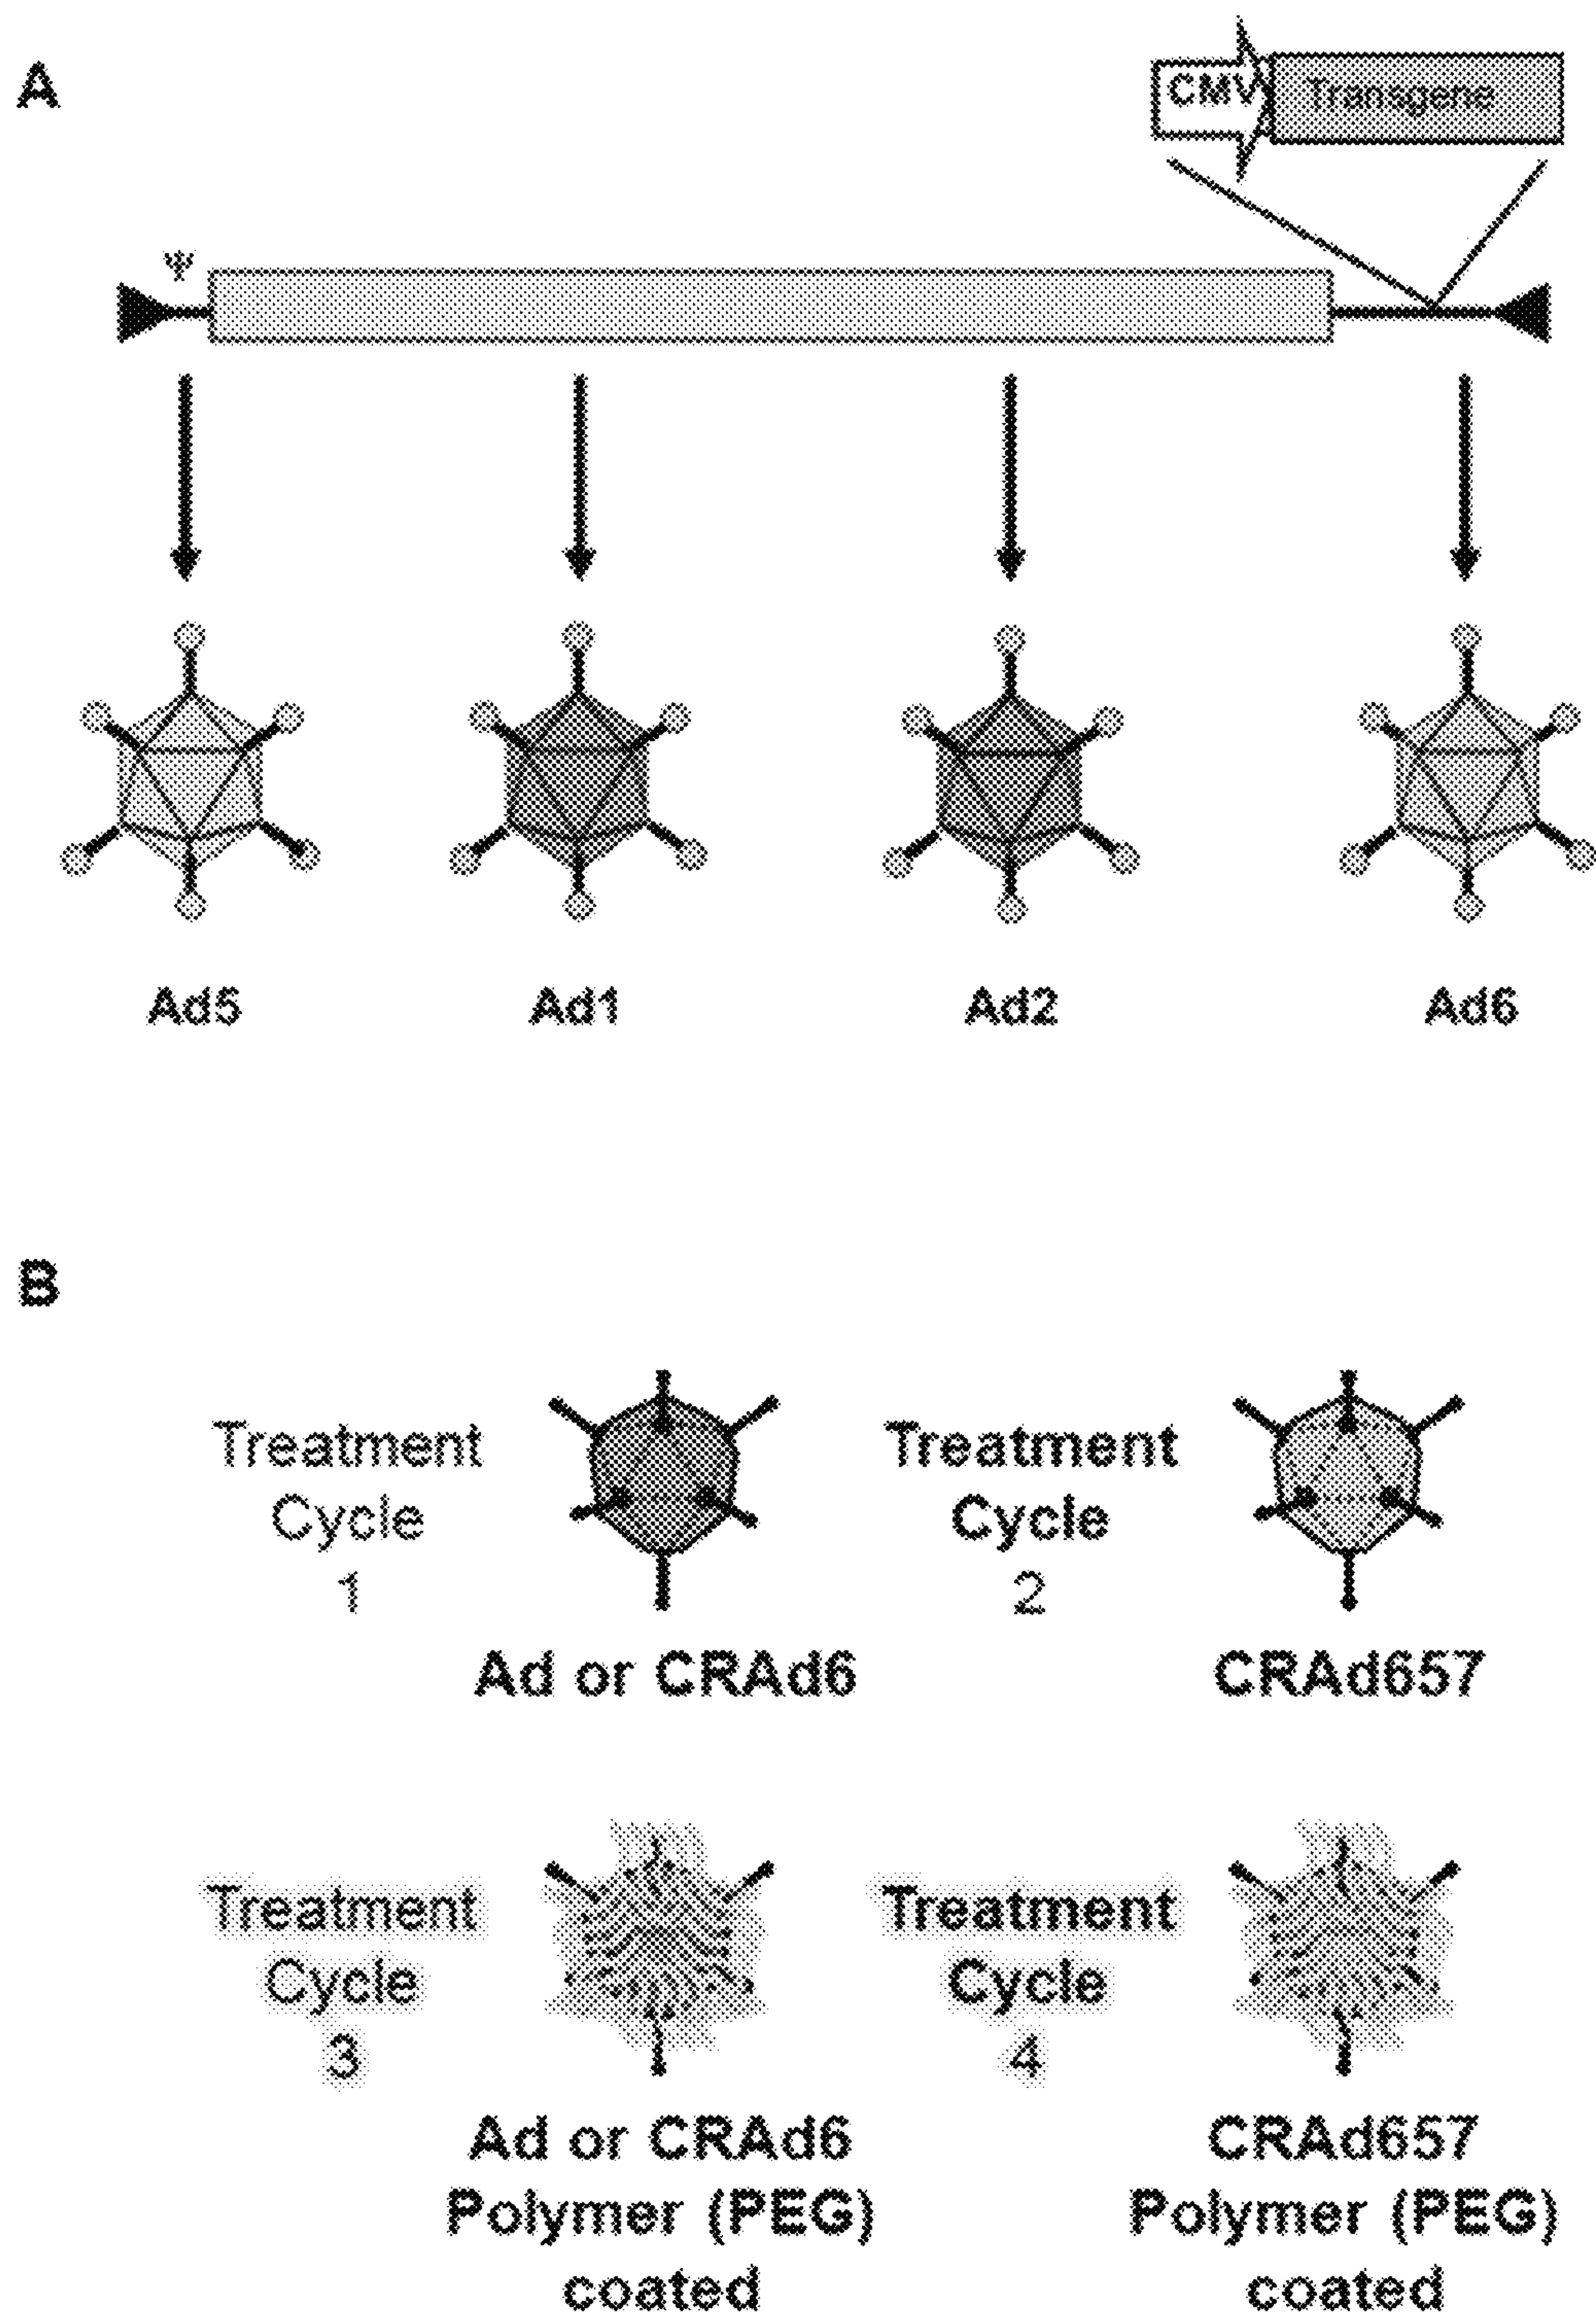 A
CMV Transgene
Ψ
Ad5 Ad1 Ad2 Ad6
B
Treatment
Cycle
1
Ad or CRAd6
Treatment
Cycle
2
CRAd657
Treatment
Cycle
3
Ad or CRAd6
Polymer (PEG)
coated
Treatment
Cycle
4
CRAd657
Polymer (PEG)
coated